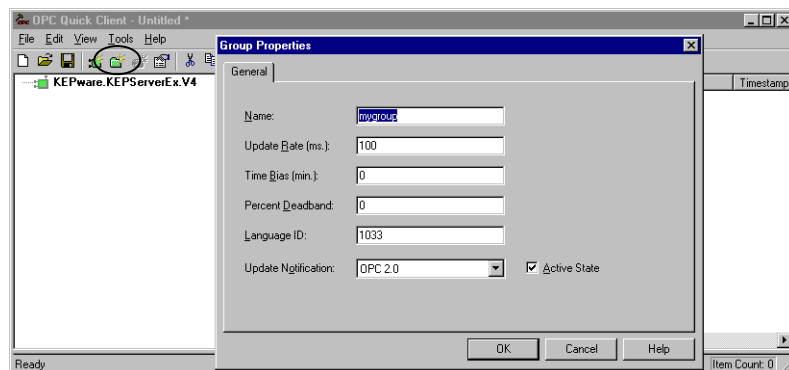 OPC Quick Client - Untitled *
File Edit View Tools Help
KEPware.KEPServerEx.V4
Timestamp
Group Properties
General
Name: mygroup
Update Rate (ms.): 100
Time Bias (min.): 0
Percent Deadband: 0
Language ID: 1033
Update Notification: OPC 2.0 Active State
OK Cancel Help
Ready Item Count: 0